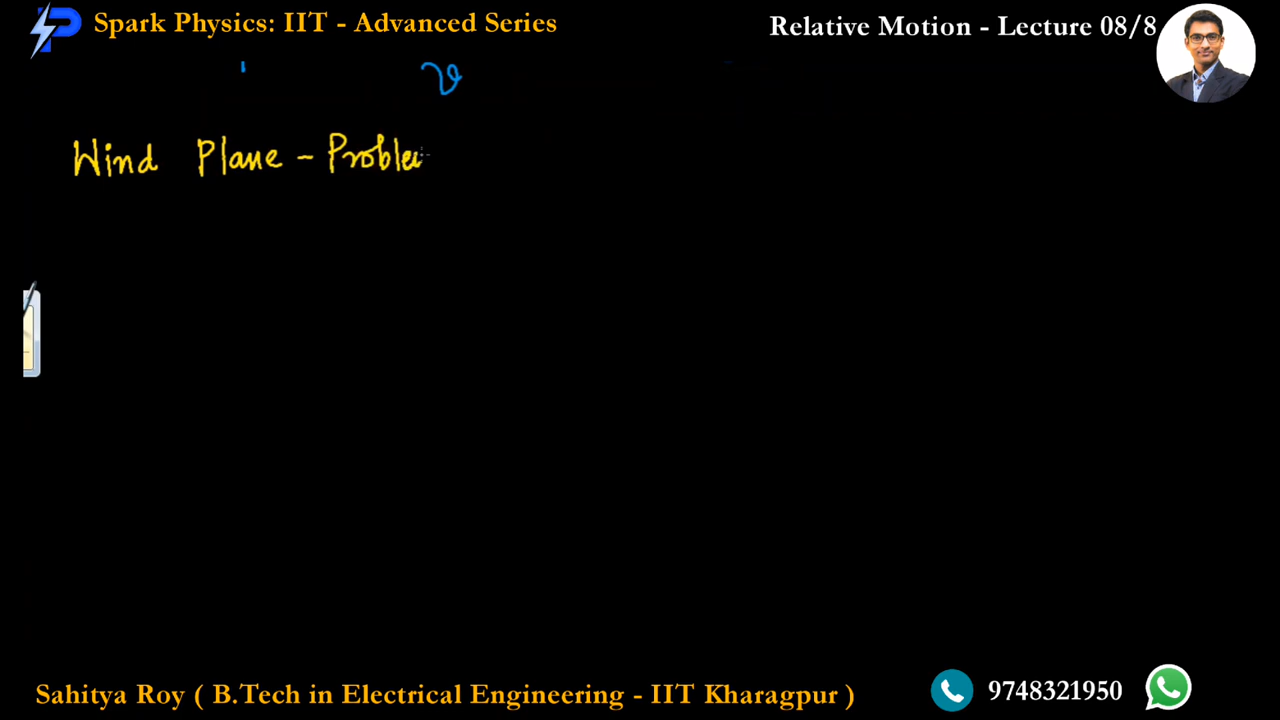 Spark Physics: IIT - Advanced Series
Relative Motion - Lecture 08/8
v
Wind Plane - Proble
Sahitya Roy ( B.Tech in Electrical Engineering - IIT Kharagpur )
9748321950